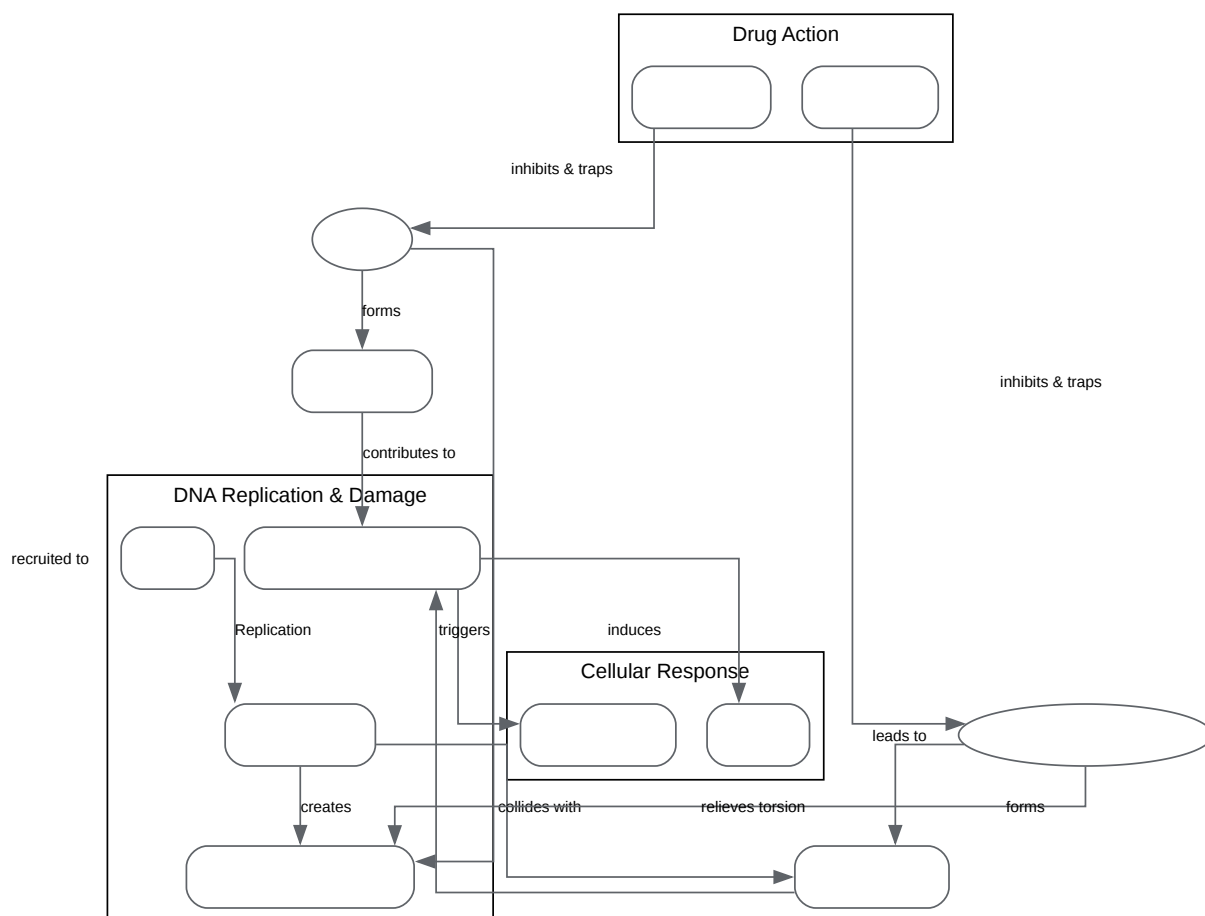 Drug Action
inhibits & traps
forms
inhibits & traps
contributes to
DNA Replication & Damage
recruited to
Replication
triggers
induces
Cellular Response
leads to
creates
collides with
relieves torsion
forms